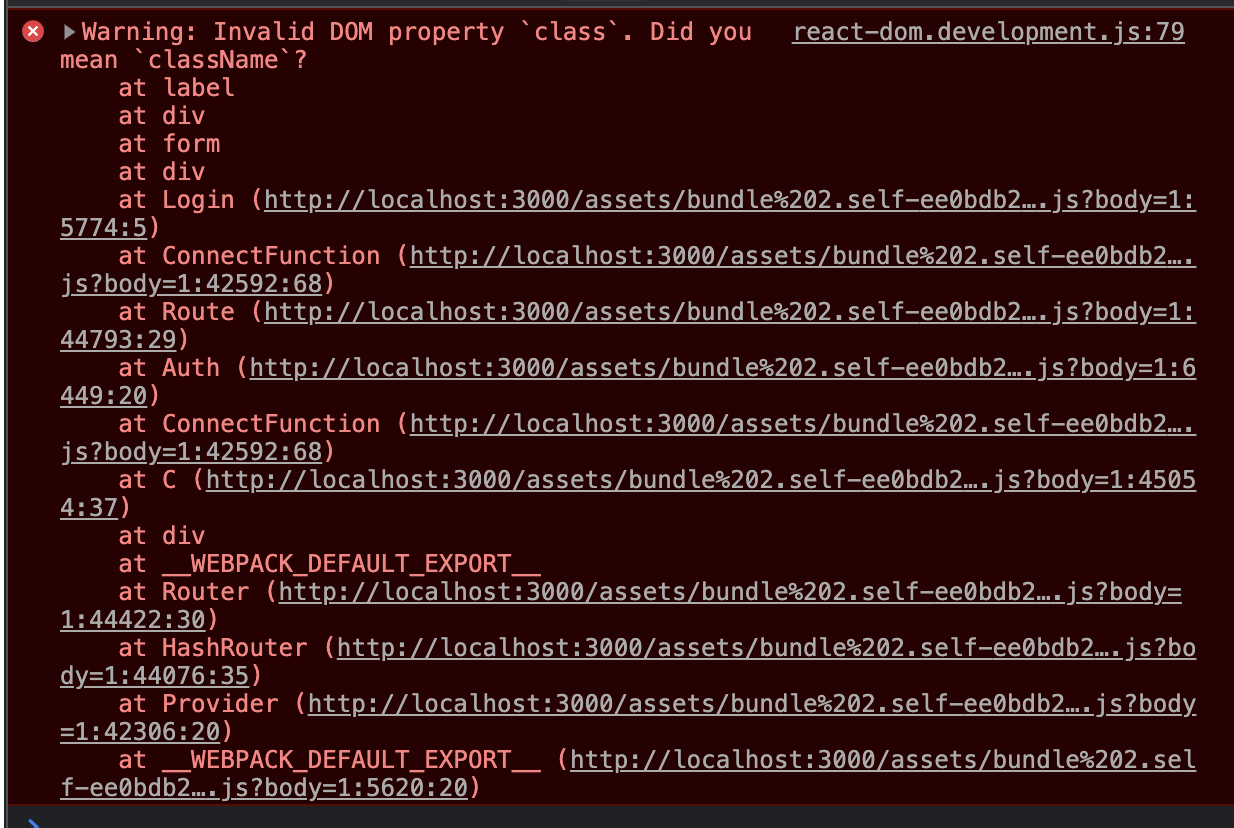 Warning: Invalid DOM property `class`. Did you react-dom.development.js:79
mean `className`?
at label
at div
at form
at div
at Login (http://localhost:3000/assets/bundle%202.self-ee0bdb2….js?body=1:
5774:5)
at ConnectFunction (http://localhost:3000/assets/bundle%202.self-ee0bdb2….
js?body=1:42592:68)
at Route (http://localhost:3000/assets/bundle%202.self-ee0bdb2….js?body=1:
44793:29)
at Auth (http://localhost:3000/assets/bundle%202.self-ee0bdb2….js?body=1:6
449:20)
at ConnectFunction (http://localhost:3000/assets/bundle%202.self-ee0bdb2….
js?body=1:42592:68)
at C (http://localhost:3000/assets/bundle%202.self-ee0bdb2….js?body=1:4505
4:37)
at div
at __WEBPACK_DEFAULT_EXPORT__
at Router (http://localhost:3000/assets/bundle%202.self-ee0bdb2….js?body=
1:44422:30)
at HashRouter (http://localhost:3000/assets/bundle%202.self-ee0bdb2….js?bo
dy=1:44076:35)
at Provider (http://localhost:3000/assets/bundle%202.self-ee0bdb2….js?body
=1:42306:20)
at __WEBPACK_DEFAULT_EXPORT__ (http://localhost:3000/assets/bundle%202.sel
f-ee0bdb2….js?body=1:5620:20)